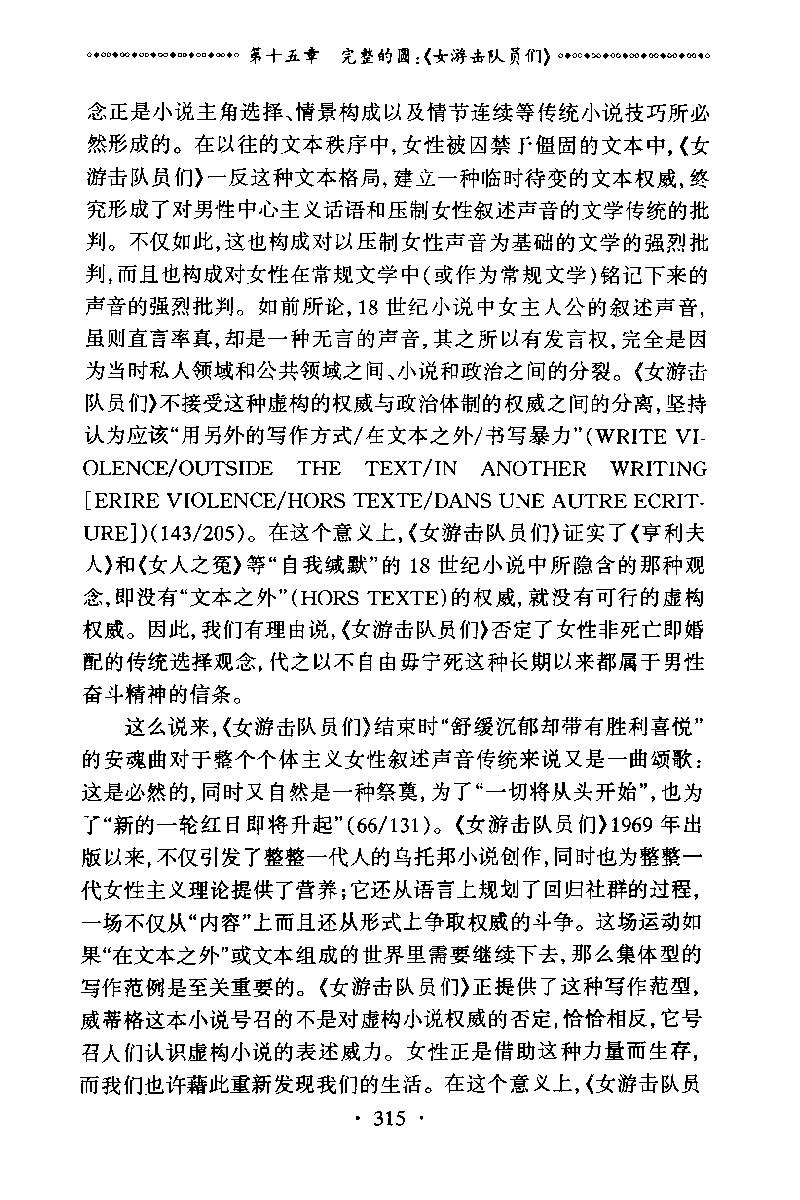 第十五章 完整的圆:《女游击队员们》
念正是小说主角选择、情景构成以及情节连续等传统小说技巧所必
然形成的。在以往的文本秩序中,女性被囚禁于僵固的文本中,《女
游击队员们》一反这种文本格局,建立一种临时待变的文本权威,终
究形成了对男性中心主义话语和压制女性叙述声音的文学传统的批
判。不仅如此,这也构成对以压制女性声音为基础的文学的强烈批
判,而且也构成对女性在常规文学中(或作为常规文学)铭记下来的
声音的强烈批判。如前所论,18 世纪小说中女主人公的叙述声音,
虽则直言率真,却是一种无言的声音,其之所以有发言权,完全是因
为当时私人领域和公共领域之间、小说和政治之间的分裂。《女游击
队员们》不接受这种虚构的权威与政治体制的权威之间的分离,坚持
认为应该“用另外的写作方式/在文本之外/书写暴力”(WRITE VI-
OLENCE/OUTSIDE THE TEXT/IN ANOTHER WRITING
[ERIRE VIOLENCE/HORS TEXTE/DANS UNE AUTRE ECRIT-
URE])(143/205)。在这个意义上,《女游击队员们》证实了《亨利夫
人》和《女人之冤》等“自我缄默”的 18 世纪小说中所隐含的那种观
念,即没有“文本之外”(HORS TEXTE)的权威,就没有可行的虚构
权威。因此,我们有理由说,《女游击队员们》否定了女性非死亡即婚
配的传统选择观念,代之以不自由毋宁死这种长期以来都属于男性
奋斗精神的信条。
这么说来,《女游击队员们》结束时“舒缓沉郁却带有胜利喜悦”
的安魂曲对于整个个体主义女性叙述声音传统来说又是一曲颂歌:
这是必然的,同时又自然是一种祭奠,为了“一切将从头开始”,也为
了“新的一轮红日即将升起”(66/131)。《女游击队员们》1969 年出
版以来,不仅引发了整整一代人的乌托邦小说创作,同时也为整整一
代女性主义理论提供了营养;它还从语言上规划了回归社群的过程,
一场不仅从“内容”上而且还从形式上争取权威的斗争。这场运动如
果“在文本之外”或文本组成的世界里需要继续下去,那么集体型的
写作范例是至关重要的。《女游击队员们》正提供了这种写作范型,
威蒂格这本小说号召的不是对虚构小说权威的否定,恰恰相反,它号
召人们认识虚构小说的表述威力。女性正是借助这种力量而生存,
而我们也许藉此重新发现我们的生活。在这个意义上,《女游击队员
· 315 ·